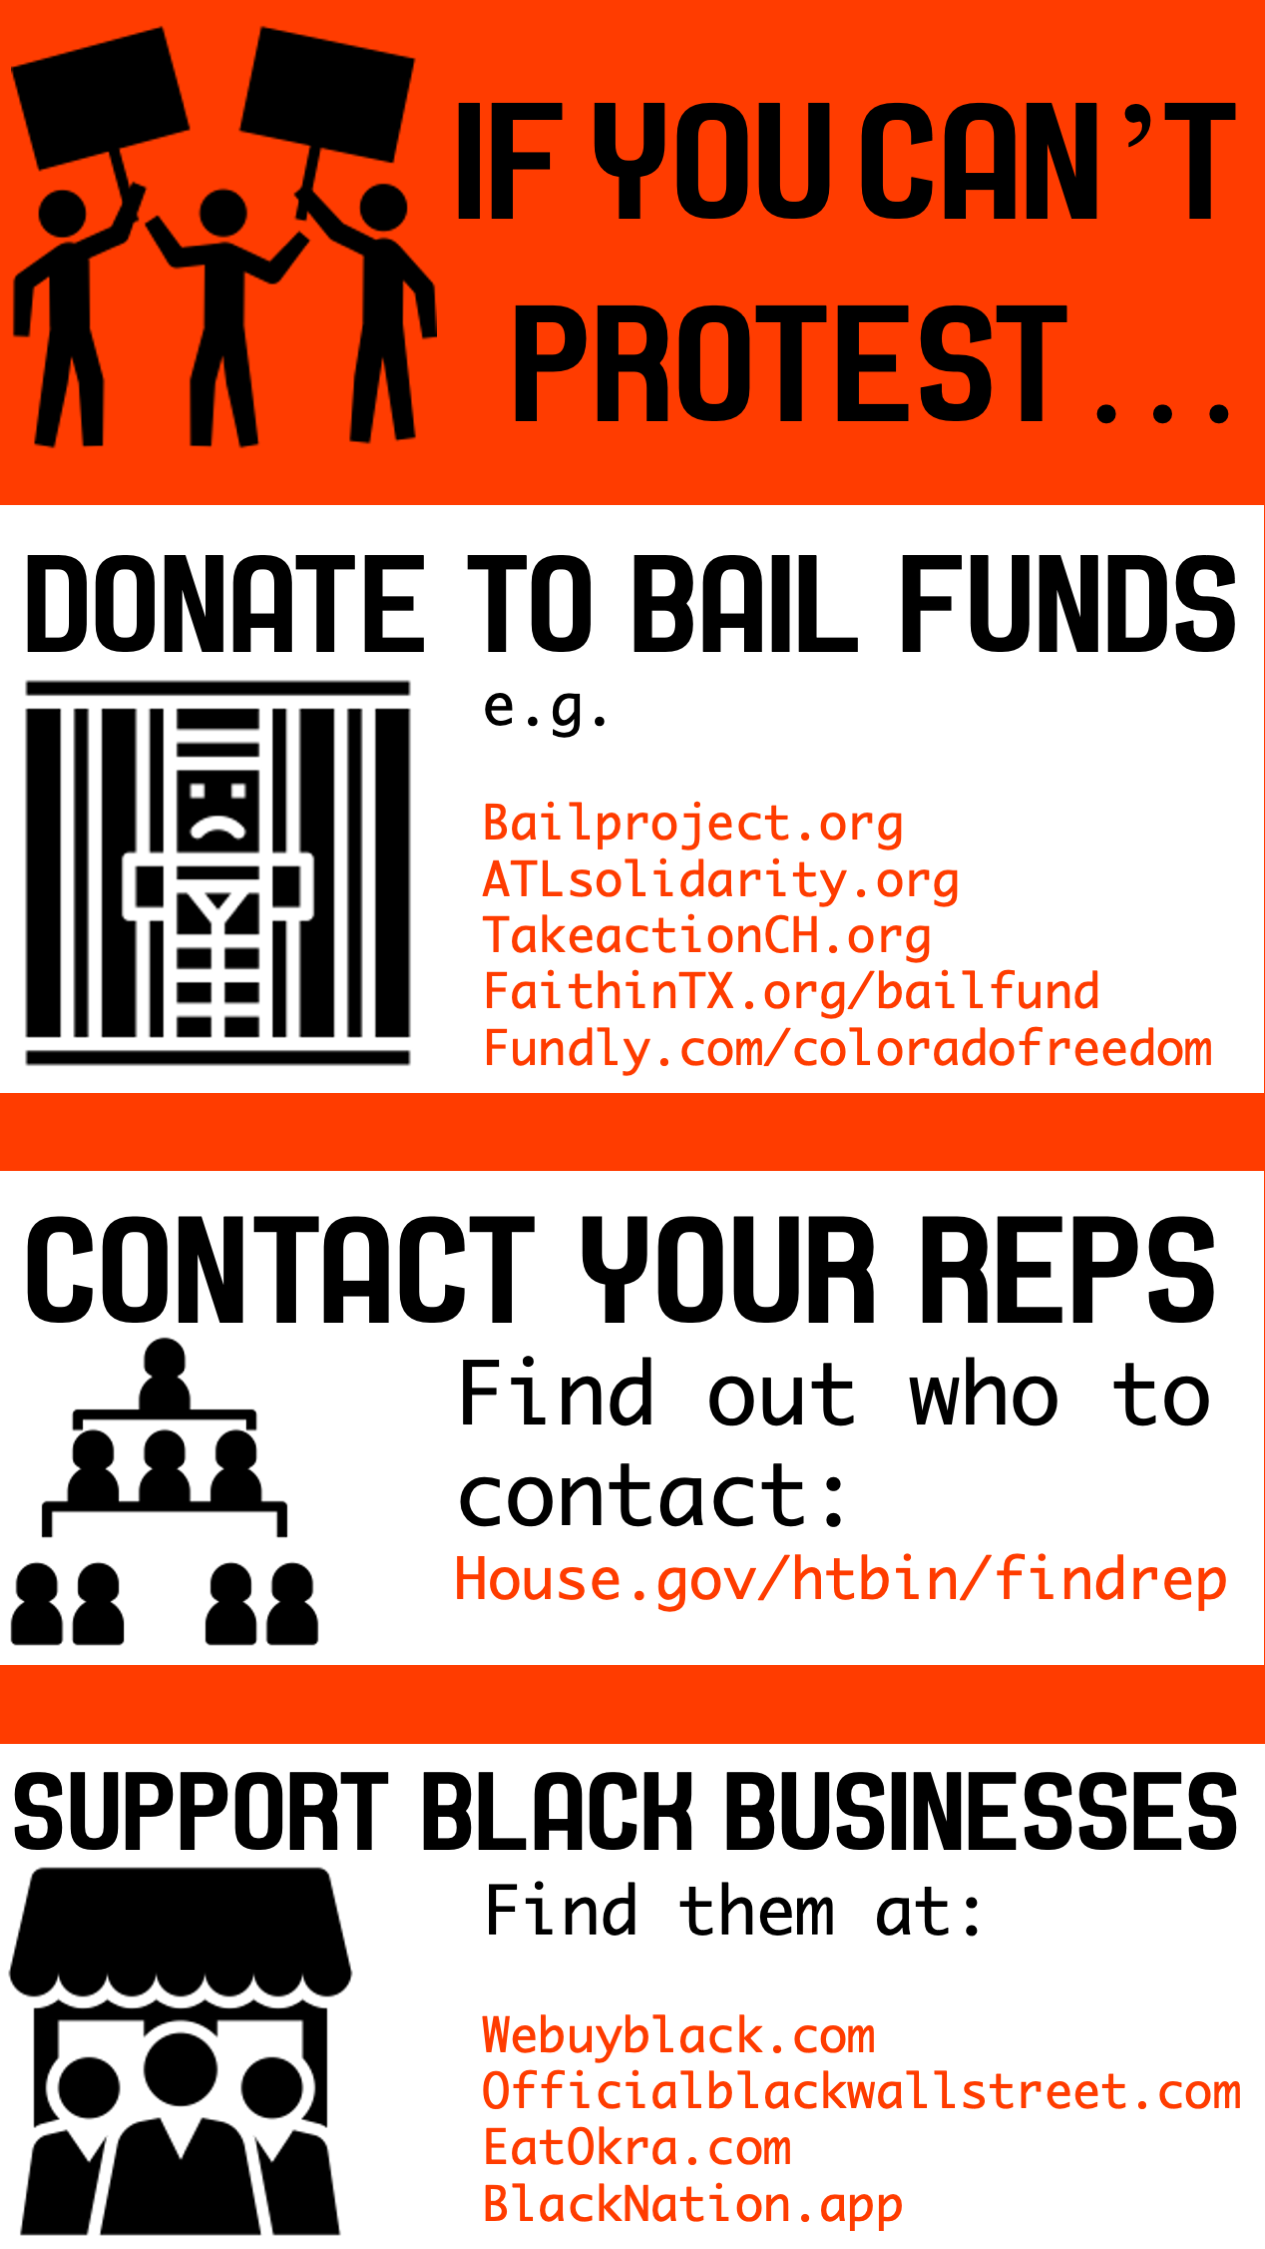 IF YOU CAN'T
PROTEST...
DONATE TO BAIL FUNDS
e.g.
Bailproject.org
ATLsolidarity.org
TakeactionCH.org
FaithinTX.org/bailfund
Fundly.com/coloradofreedom
CONTACT YOUR REPS
Find out who to
contact:
House.gov/htbin/findrep
SUPPORT BLACK BUSINESSES
Find them at:
Webuyblack.com
Officialblackwallstreet.com
EatOkra.com
BlackNation.app